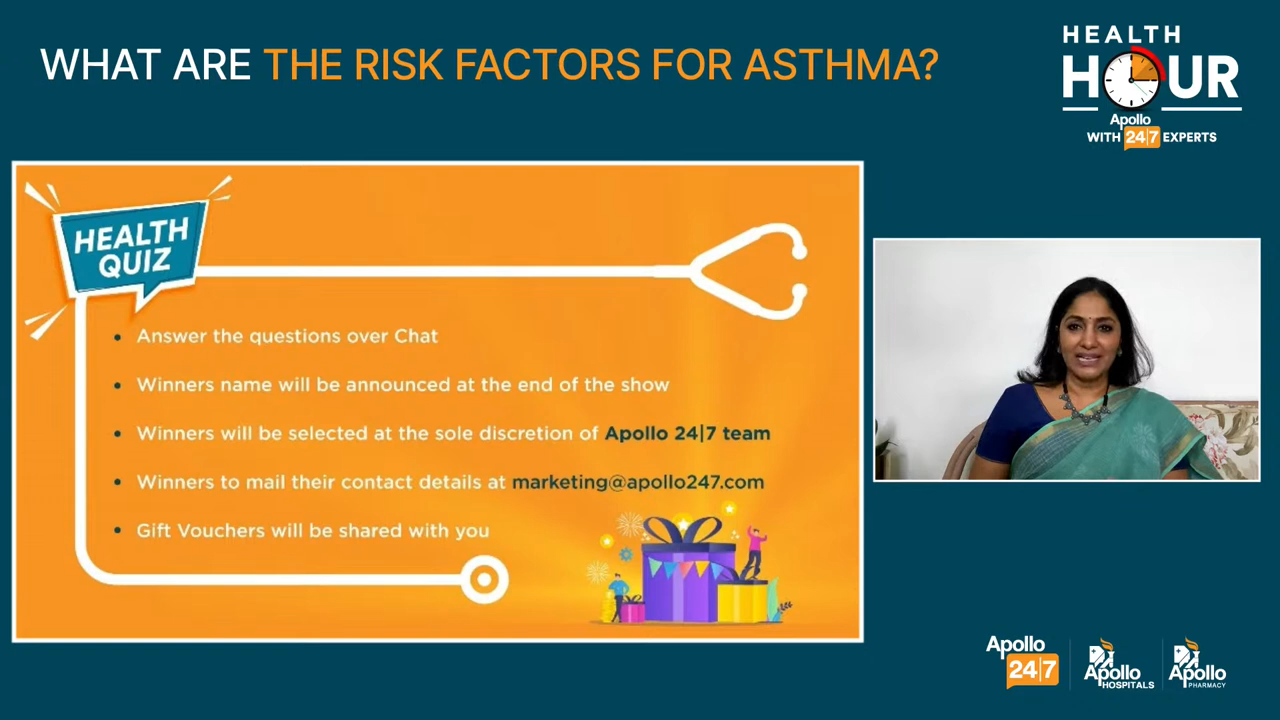 WHAT ARE THE RISK FACTORS FOR ASTHMA?
HEALTH
HOUR
Apollo
WITH 24|7 EXPERTS
HEALTH
QUIZ
• Answer the questions over Chat
• Winners name will be announced at the end of the show
• Winners will be selected at the sole discretion of Apollo 24|7 team
• Winners to mail their contact details at marketing@apollo247.com
• Gift Vouchers will be shared with you
Apollo
24|7
Apollo
HOSPITALS
Apollo
PHARMACY